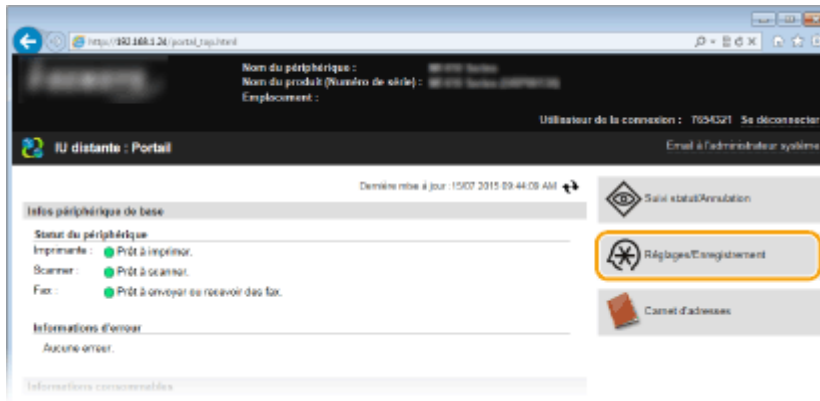 http://192.168.1.24/portal_top.html
Nom du périphérique :
Nom du produit (Numéro de série) :
Emplacement :
Utilisateur de la connexion : 7654321 Se déconnecter
IU distante : Portail
Email à l'administrateur système
Dernière mise à jour :15/07 2015 09:44:09 AM
Infos périphérique de base
Statut du périphérique
Imprimante : Prêt à imprimer.
Scanner : Prêt à scanner.
Fax : Prêt à envoyer ou recevoir des fax.
Informations d'erreur
Aucune erreur.
Informations consommables
Suivi statut/Annulation
Réglages/Enregistrement
Carnet d'adresses